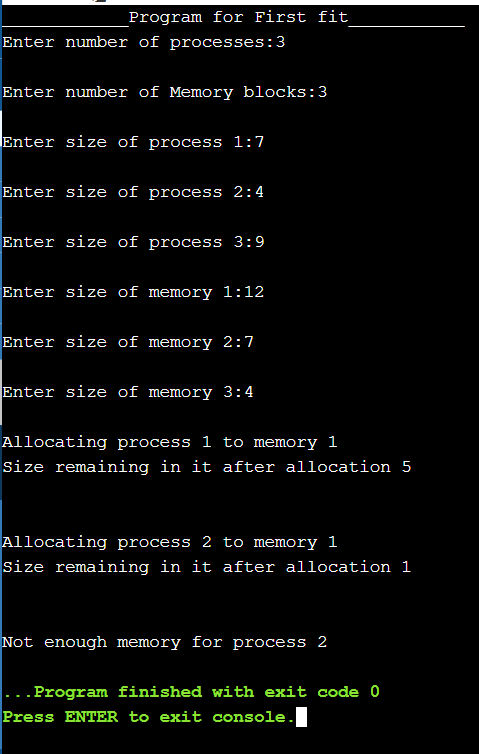 ____________Program for First fit___________
Enter number of processes:3
Enter number of Memory blocks:3
Enter size of process 1:7
Enter size of process 2:4
Enter size of process 3:9
Enter size of memory 1:12
Enter size of memory 2:7
Enter size of memory 3:4
Allocating process 1 to memory 1
Size remaining in it after allocation 5
Allocating process 2 to memory 1
Size remaining in it after allocation 1
Not enough memory for process 2
...Program finished with exit code 0
Press ENTER to exit console.